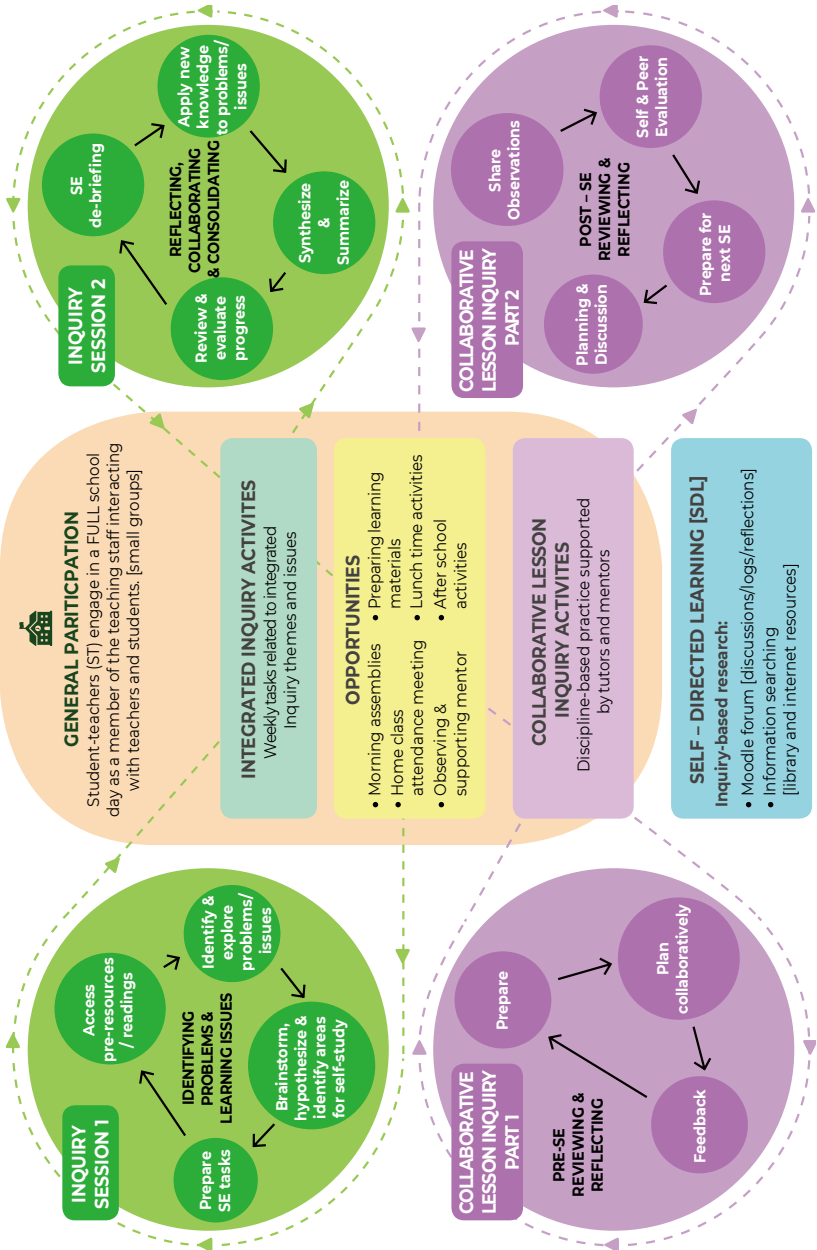 INQUIRY
SESSION 1
Access
pre-resources
/ readings
Identify &
explore
problems/
issues
Brainstorm,
hypothesize &
identify areas
for self-study
Prepare
SE tasks
IDENTIFYING
PROBLEMS &
LEARNING ISSUES
GENERAL PARITICPATION
Student-teachers (ST) engage in a FULL school
day as a member of the teaching staff interacting
with teachers and students. [small groups]
INTEGRATED INQUIRY ACTIVITES
Weekly tasks related to integrated
Inquiry themes and issues
OPPORTUNITIES
• Morning assemblies
• Home class
attendance meeting
• Observing &
supporting mentor
• Preparing learning
materials
• Lunch time activities
• After school
activities
COLLABORATIVE LESSON
INQUIRY ACTIVITES
Discipline-based practice supported
by tutors and mentors
SELF – DIRECTED LEARNING [SDL]
Inquiry-based research:
• Moodle forum [discussions/logs/reflections]
• Information searching
[library and internet resources]
INQUIRY
SESSION 2
SE
de-briefing
Apply new
knowledge
to problems/
issues
Synthesize
&
Summarize
Review &
evaluate
progress
REFLECTING,
COLLABORATING
& CONSOLIDATING
COLLABORATIVE
LESSON INQUIRY
PART 1
Prepare
Plan
collaboratively
Feedback
PRE-SE
REVIEWING &
REFLECTING
COLLABORATIVE
LESSON INQUIRY
PART 2
Share
Observations
Self & Peer
Evaluation
Prepare for
next SE
Planning &
Discussion
POST – SE
REVIEWING &
REFLECTING